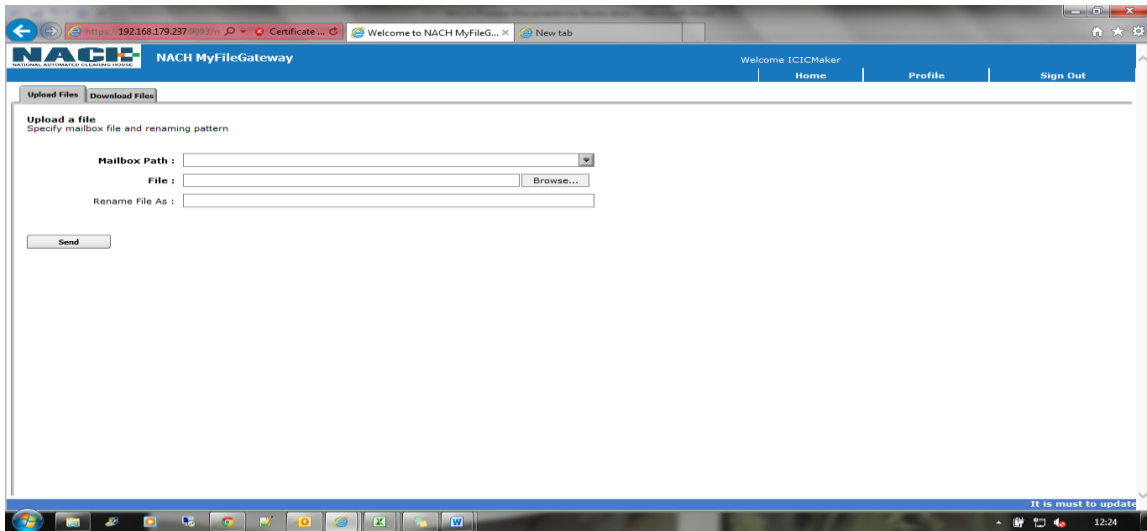 https://192.168.179.237:9093/n
Certificate ...
Welcome to NACH MyFileG...
New tab
NACH
NATIONAL AUTOMATED CLEARING HOUSE
NACH MyFileGateway
Welcome ICICMaker
Home Profile Sign Out
Upload Files Download Files
Upload a file
Specify mailbox file and renaming pattern
Mailbox Path :
File : Browse...
Rename File As :
Send
It is must to update
12:24